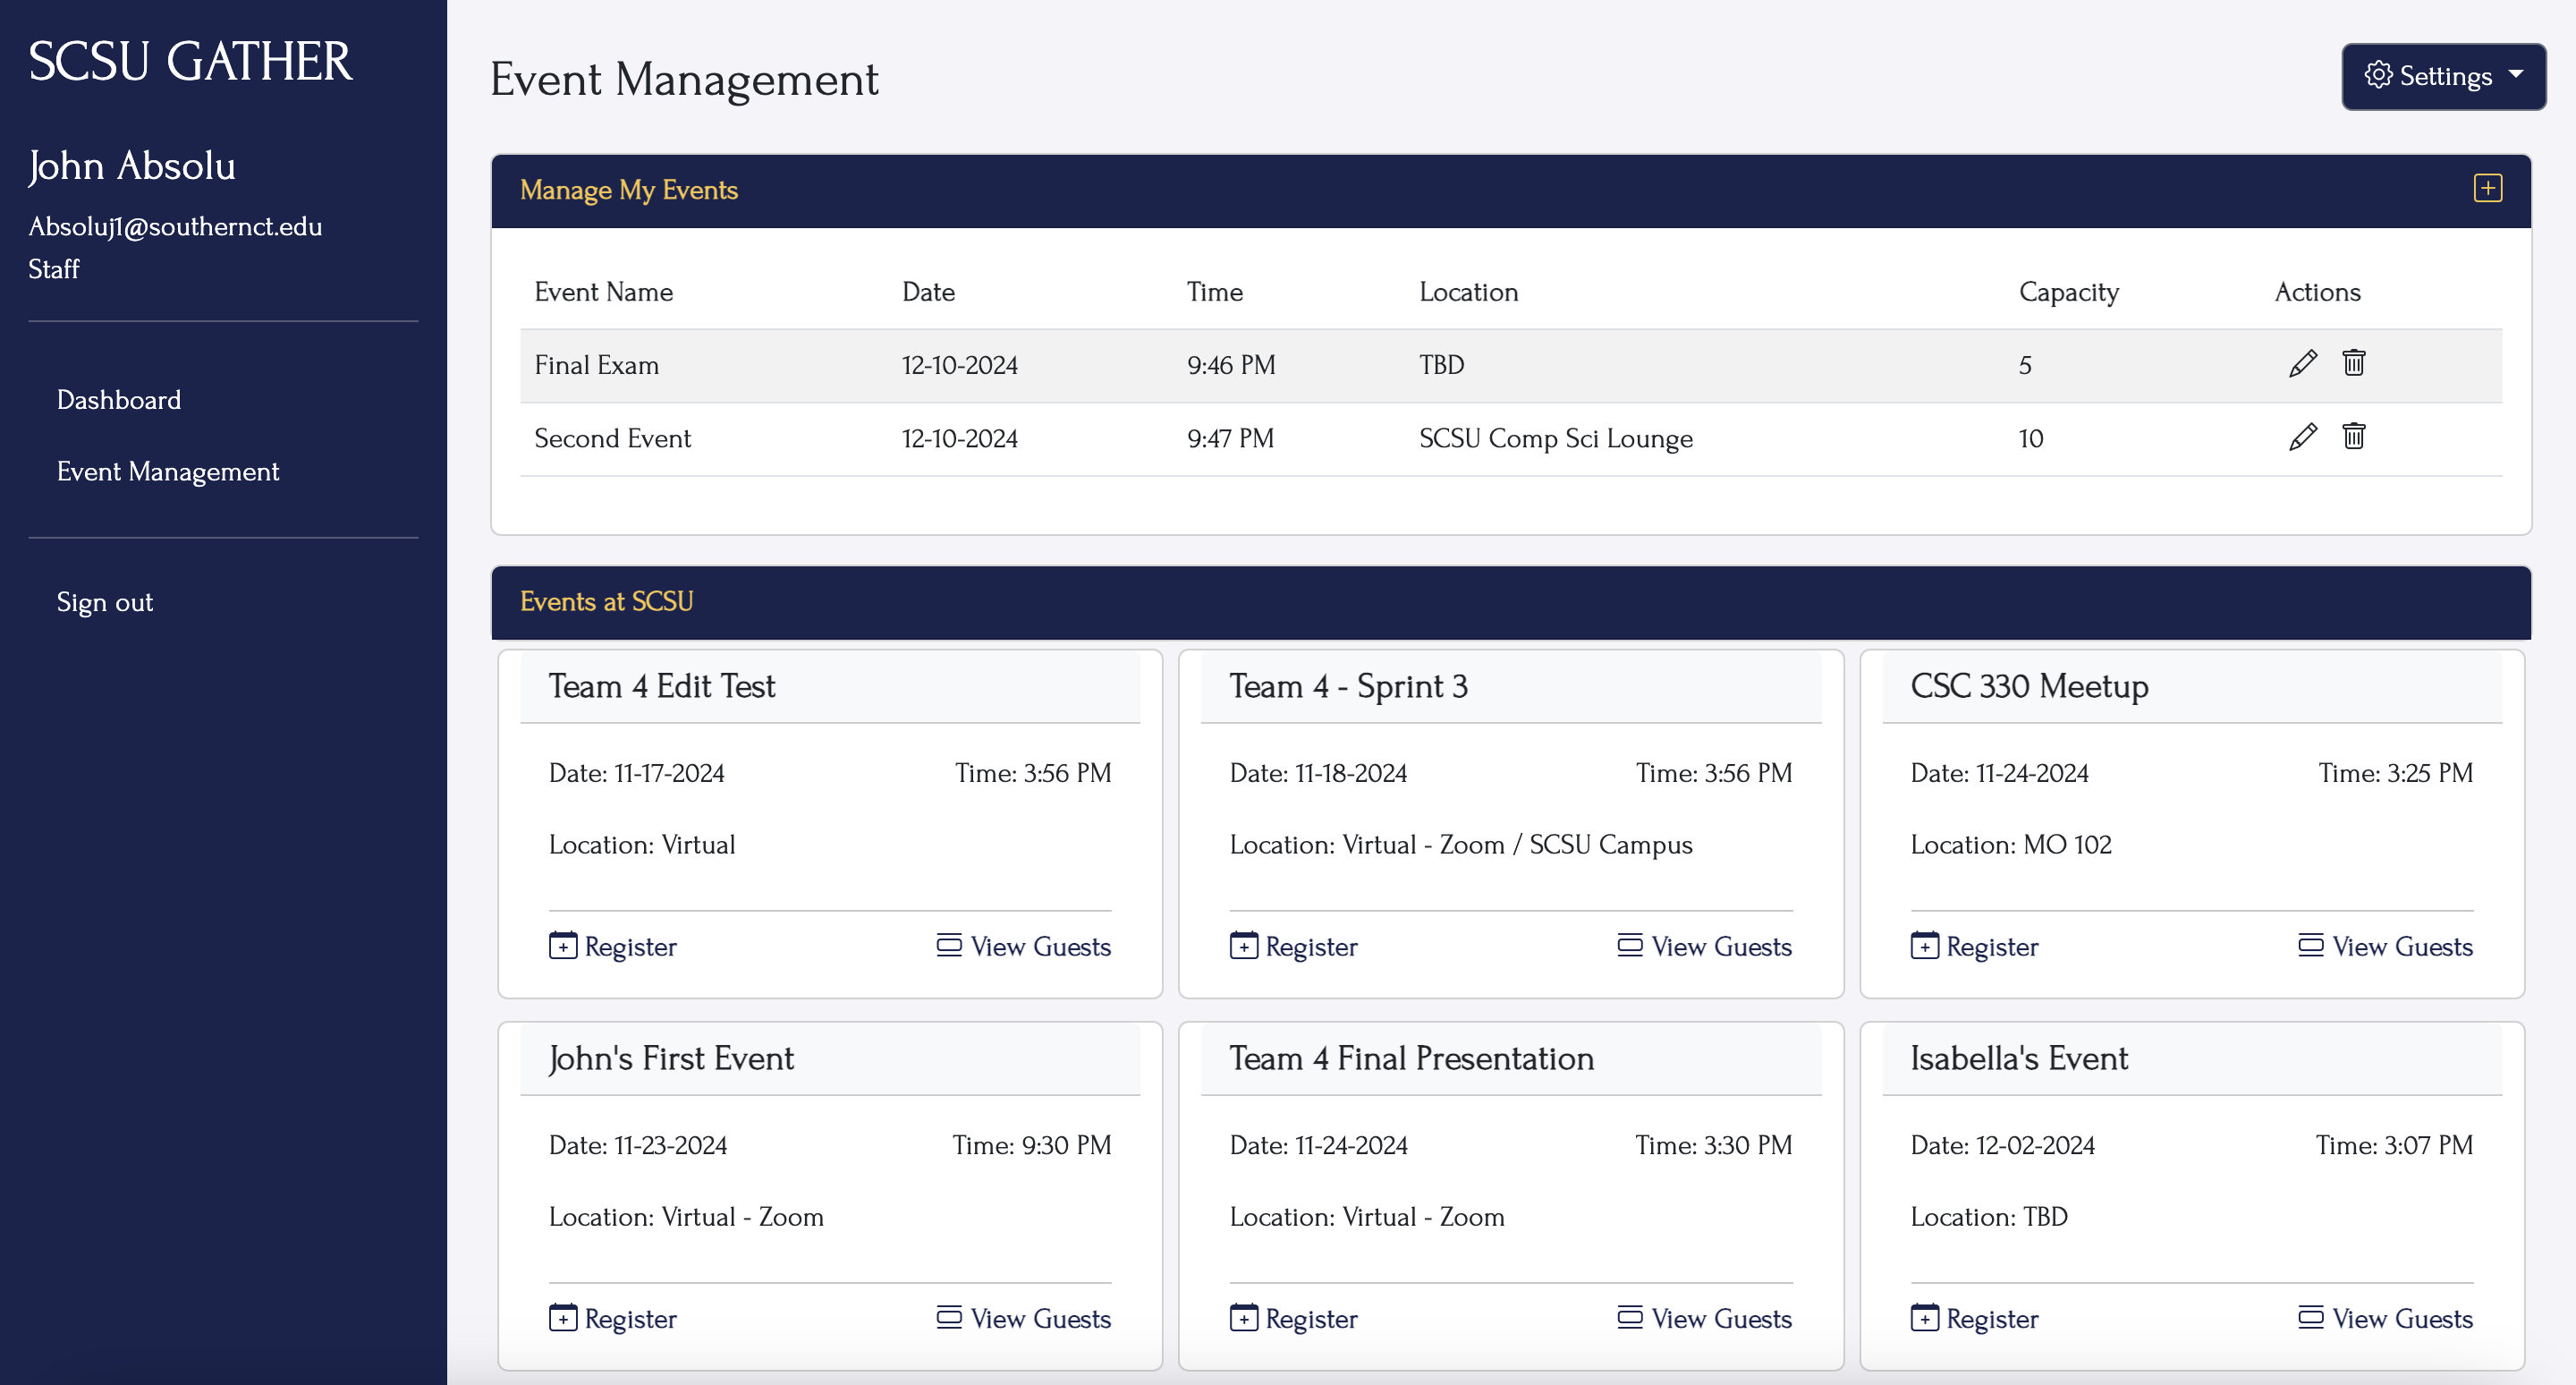 SCSU GATHER
John Absolu
Absoluj1@southernct.edu
Staff
Dashboard
Event Management
Sign out
Event Management
Settings
Manage My Events
Event Name Date Time Location Capacity Actions
Final Exam 12-10-2024 9:46 PM TBD 5
Second Event 12-10-2024 9:47 PM SCSU Comp Sci Lounge 10
Events at SCSU
Team 4 Edit Test
Date: 11-17-2024 Time: 3:56 PM
Location: Virtual
Register View Guests
Team 4 - Sprint 3
Date: 11-18-2024 Time: 3:56 PM
Location: Virtual - Zoom / SCSU Campus
Register View Guests
CSC 330 Meetup
Date: 11-24-2024 Time: 3:25 PM
Location: MO 102
Register View Guests
John's First Event
Date: 11-23-2024 Time: 9:30 PM
Location: Virtual - Zoom
Register View Guests
Team 4 Final Presentation
Date: 11-24-2024 Time: 3:30 PM
Location: Virtual - Zoom
Register View Guests
Isabella's Event
Date: 12-02-2024 Time: 3:07 PM
Location: TBD
Register View Guests